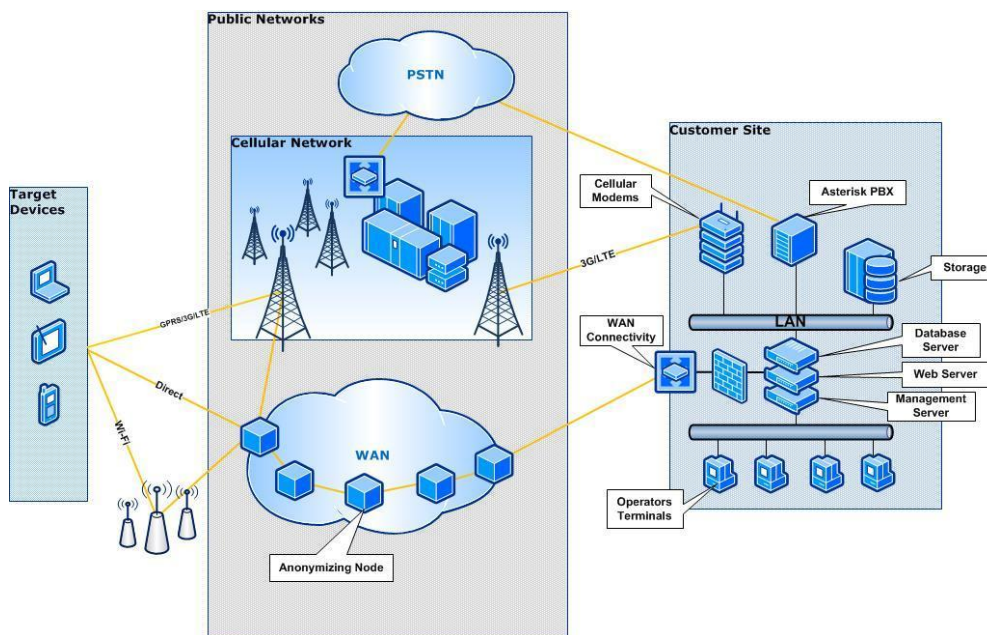 Public Networks
PSTN
Cellular Network
Target
Devices
GPRS/3G/LTE
Direct
Wi-Fi
3G/LTE
WAN
Anonymizing Node
Customer Site
Cellular
Modems
Asterisk PBX
Storage
LAN
WAN
Connectivity
Database
Server
Web Server
Management
Server
Operators
Terminals